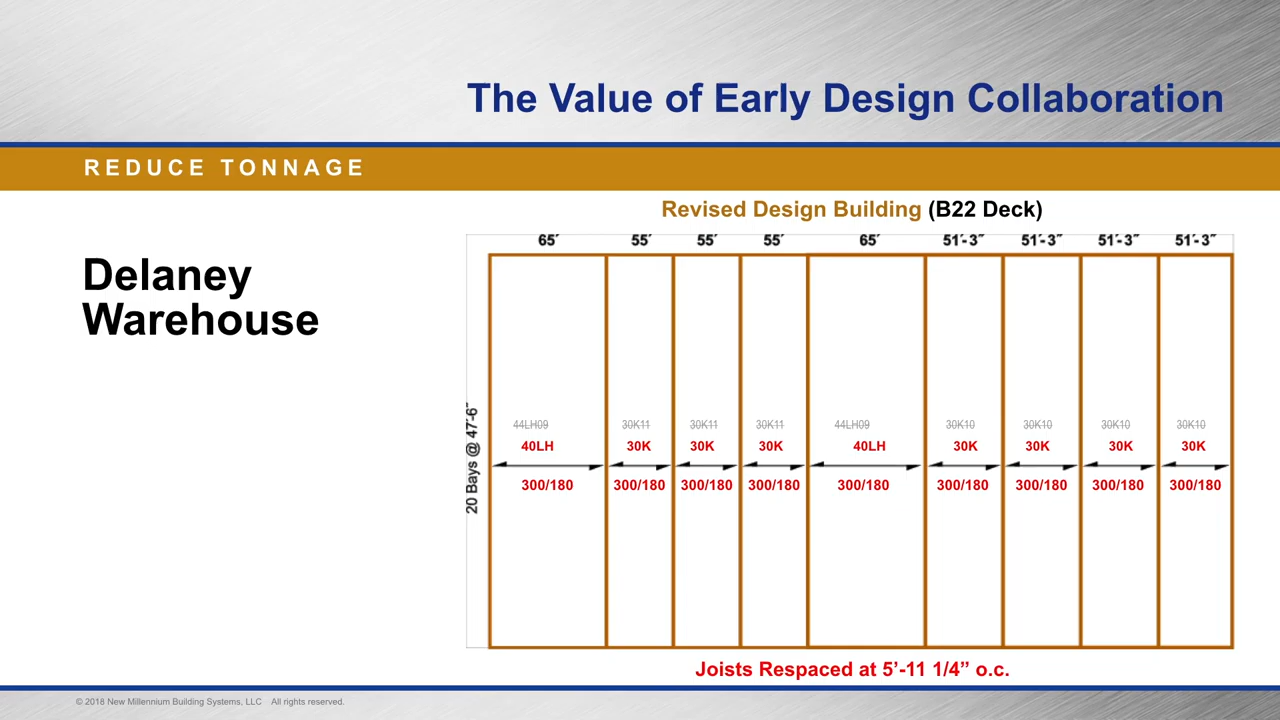 The Value of Early Design Collaboration
REDUCE TONNAGE
Revised Design Building (B22 Deck)
Delaney
Warehouse
65′ 55′ 55′ 55′ 65′ 51′-3″ 51′-3″ 51′-3″ 51′-3″
20 Bays @ 47′-6″
44LH09 30K11 30K11 30K11 44LH09 30K10 30K10 30K10 30K10
40LH 30K 30K 30K 40LH 30K 30K 30K 30K
300/180 300/180 300/180 300/180 300/180 300/180 300/180 300/180 300/180
Joists Respaced at 5’-11 1/4” o.c.
© 2018 New Millennium Building Systems, LLC All rights reserved.